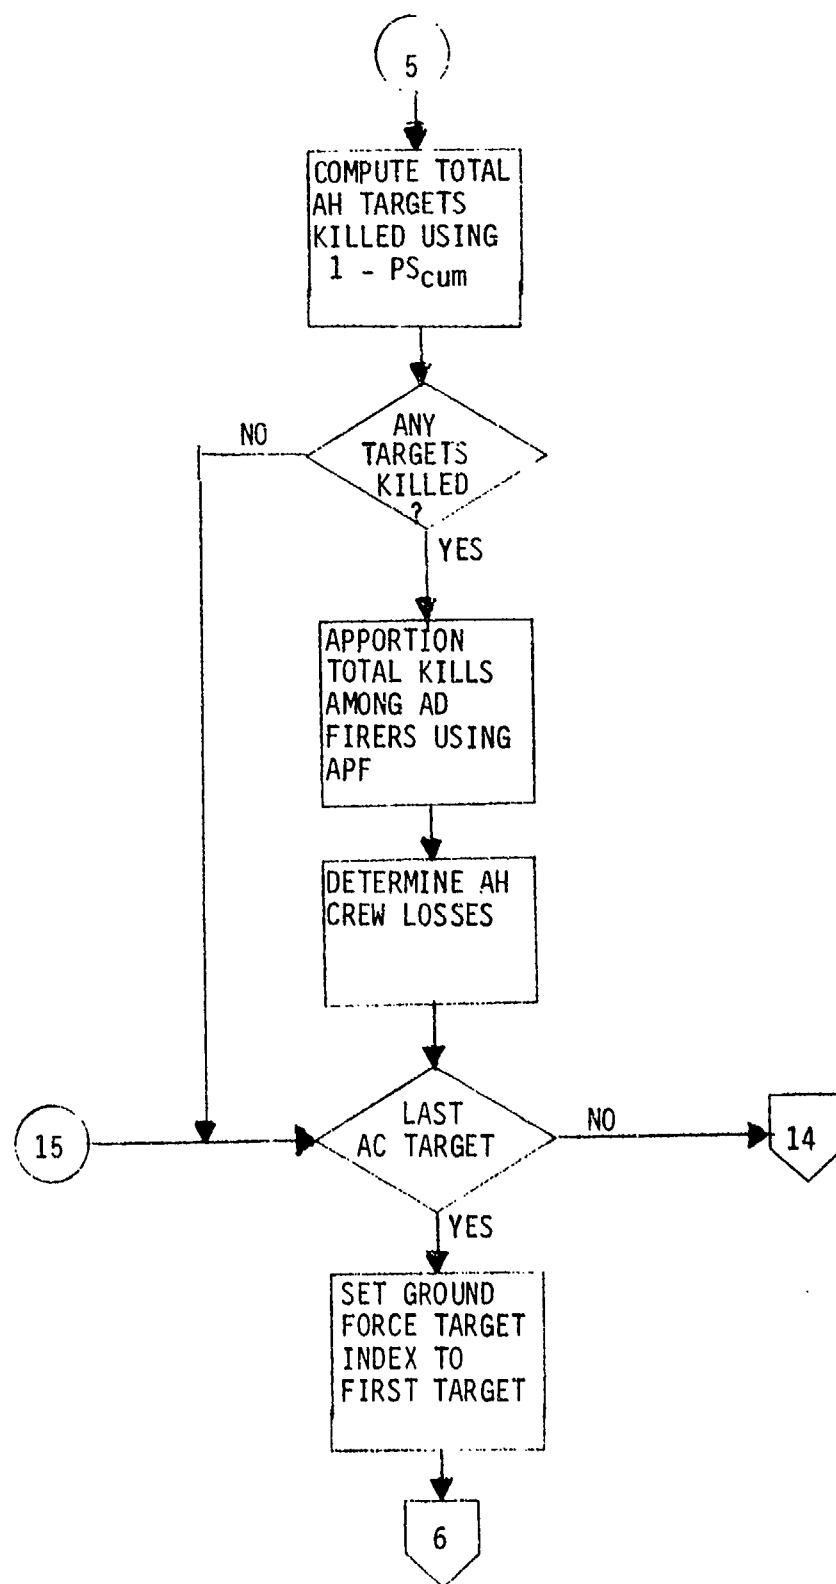 5
COMPUTE TOTAL
AH TARGETS
KILLED USING
1 - PScum
ANY
TARGETS
KILLED
?
NO
YES
APPORTION
TOTAL KILLS
AMONG AD
FIRERS USING
APF
DETERMINE AH
CREW LOSSES
15
LAST
AC TARGET
NO
14
YES
SET GROUND
FORCE TARGET
INDEX TO
FIRST TARGET
6